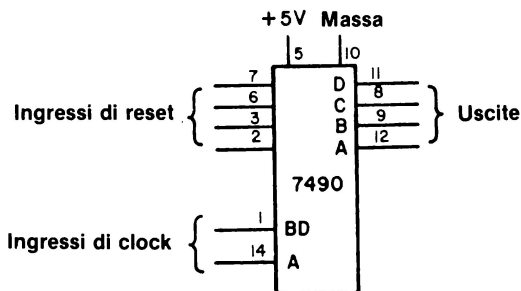 +5V Massa
5 10
7 D 11
6 C 8
Ingressi di reset Uscite
3 B 9
2 A 12
7490
1 BD
Ingressi di clock
14 A